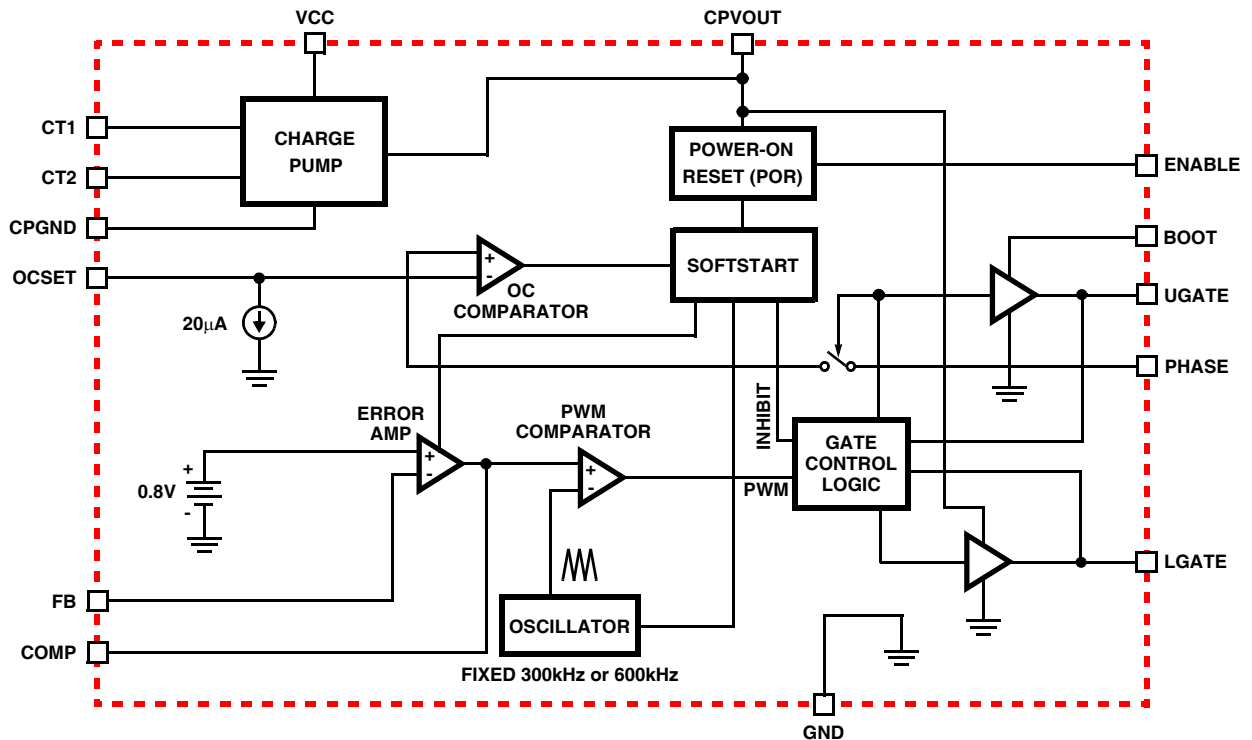 VCC
CPVOUT
CT1
CHARGE
PUMP
CT2
CPGND
POWER-ON
RESET (POR)
ENABLE
OCSET
+
-
OC
COMPARATOR
SOFTSTART
BOOT
UGATE
20μA
PHASE
INHIBIT
ERROR
AMP
PWM
COMPARATOR
+
-
+
-
GATE
CONTROL
LOGIC
PWM
+
0.8V
-
LGATE
FB
OSCILLATOR
COMP
FIXED 300kHz or 600kHz
GND